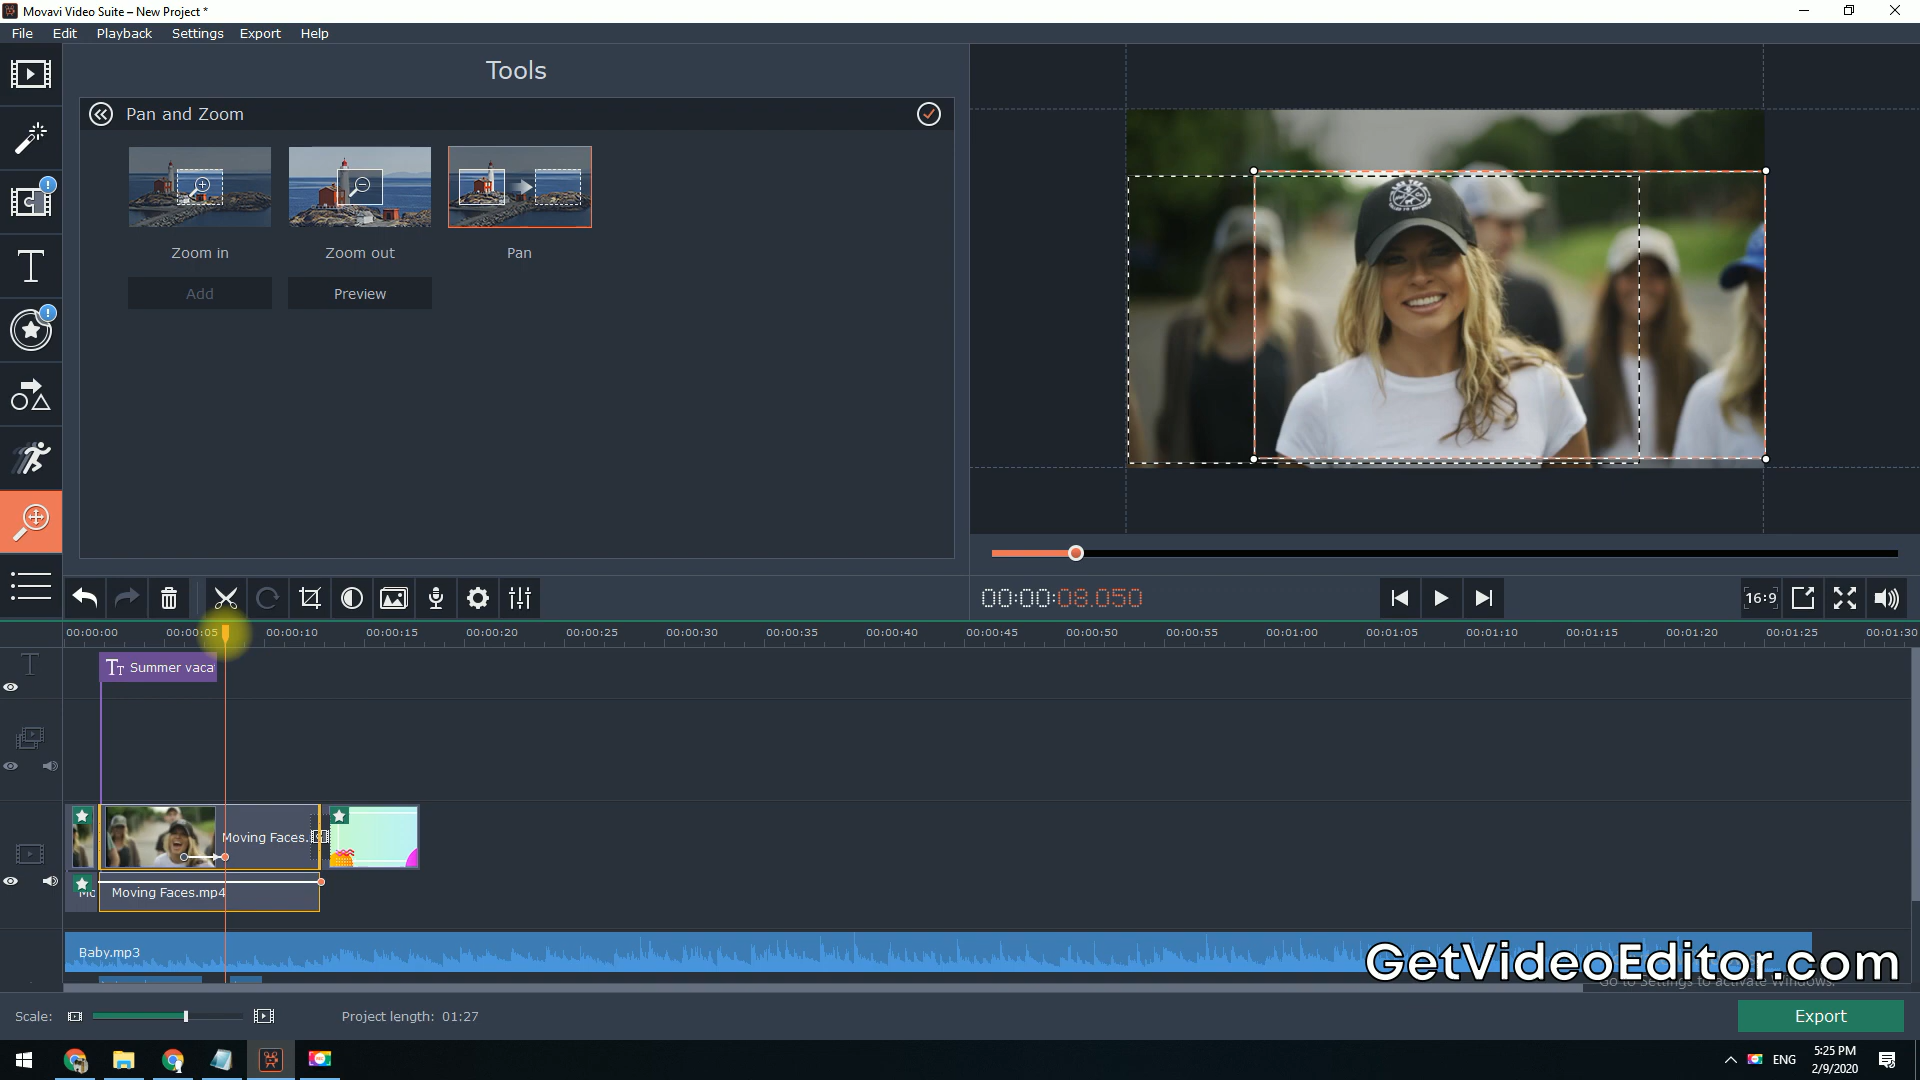 Movavi Video Suite – New Project *
File Edit Playback Settings Export Help
Tools
Pan and Zoom
Zoom in Zoom out Pan
Add Preview
16:9
00:00:08.050
00:00:00 00:00:05 00:00:10 00:00:15 00:00:20 00:00:25 00:00:30 00:00:35 00:00:40 00:00:45 00:00:50 00:00:55 00:01:00 00:01:05 00:01:10 00:01:15 00:01:20 00:01:25 00:01:30
Summer vaca
Moving Faces.
Mo
Moving Faces.mp4
Baby.mp3
GetVideoEditor.com
Go to Settings to activate Windows.
Scale: Project length: 01:27 Export
ENG 5:25 PM
2/9/2020